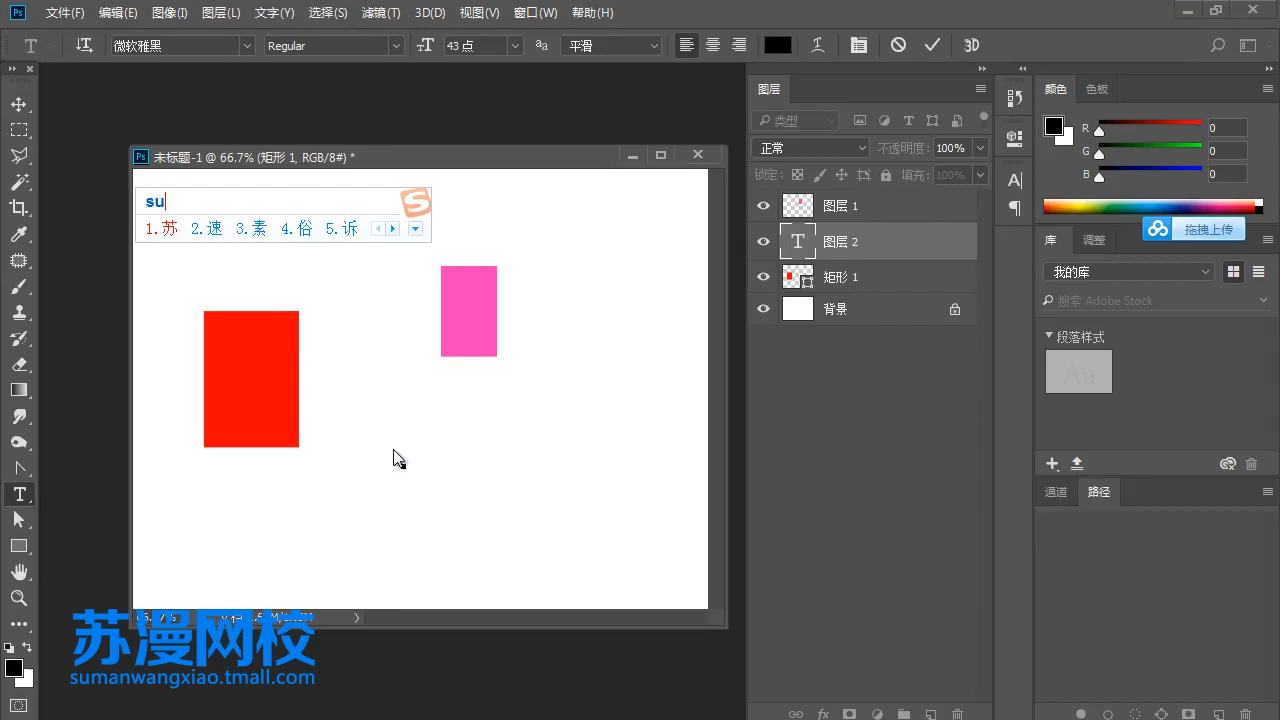 Ps 文件(F) 编辑(E) 图像(I) 图层(L) 文字(Y) 选择(S) 滤镜(T) 3D(D) 视图(V) 窗口(W) 帮助(H)
T 微软雅黑 Regular 43 点 aa 平滑 3D
图层
颜色 色板
类型
正常 不透明度: 100%
锁定: 填充: 100%
R 0
G 0
B 0
Ps 未标题-1 @ 66.7% (矩形 1, RGB/8#) *
su
1.苏 2.速 3.素 4.俗 5.诉
图层 1
T 图层 2
矩形 1
背景
拖拽上传
库 调整
我的库
搜索 Adobe Stock
段落样式
Aa
通道 路径
苏漫网校
sumanwangxiao.tmall.com
fx